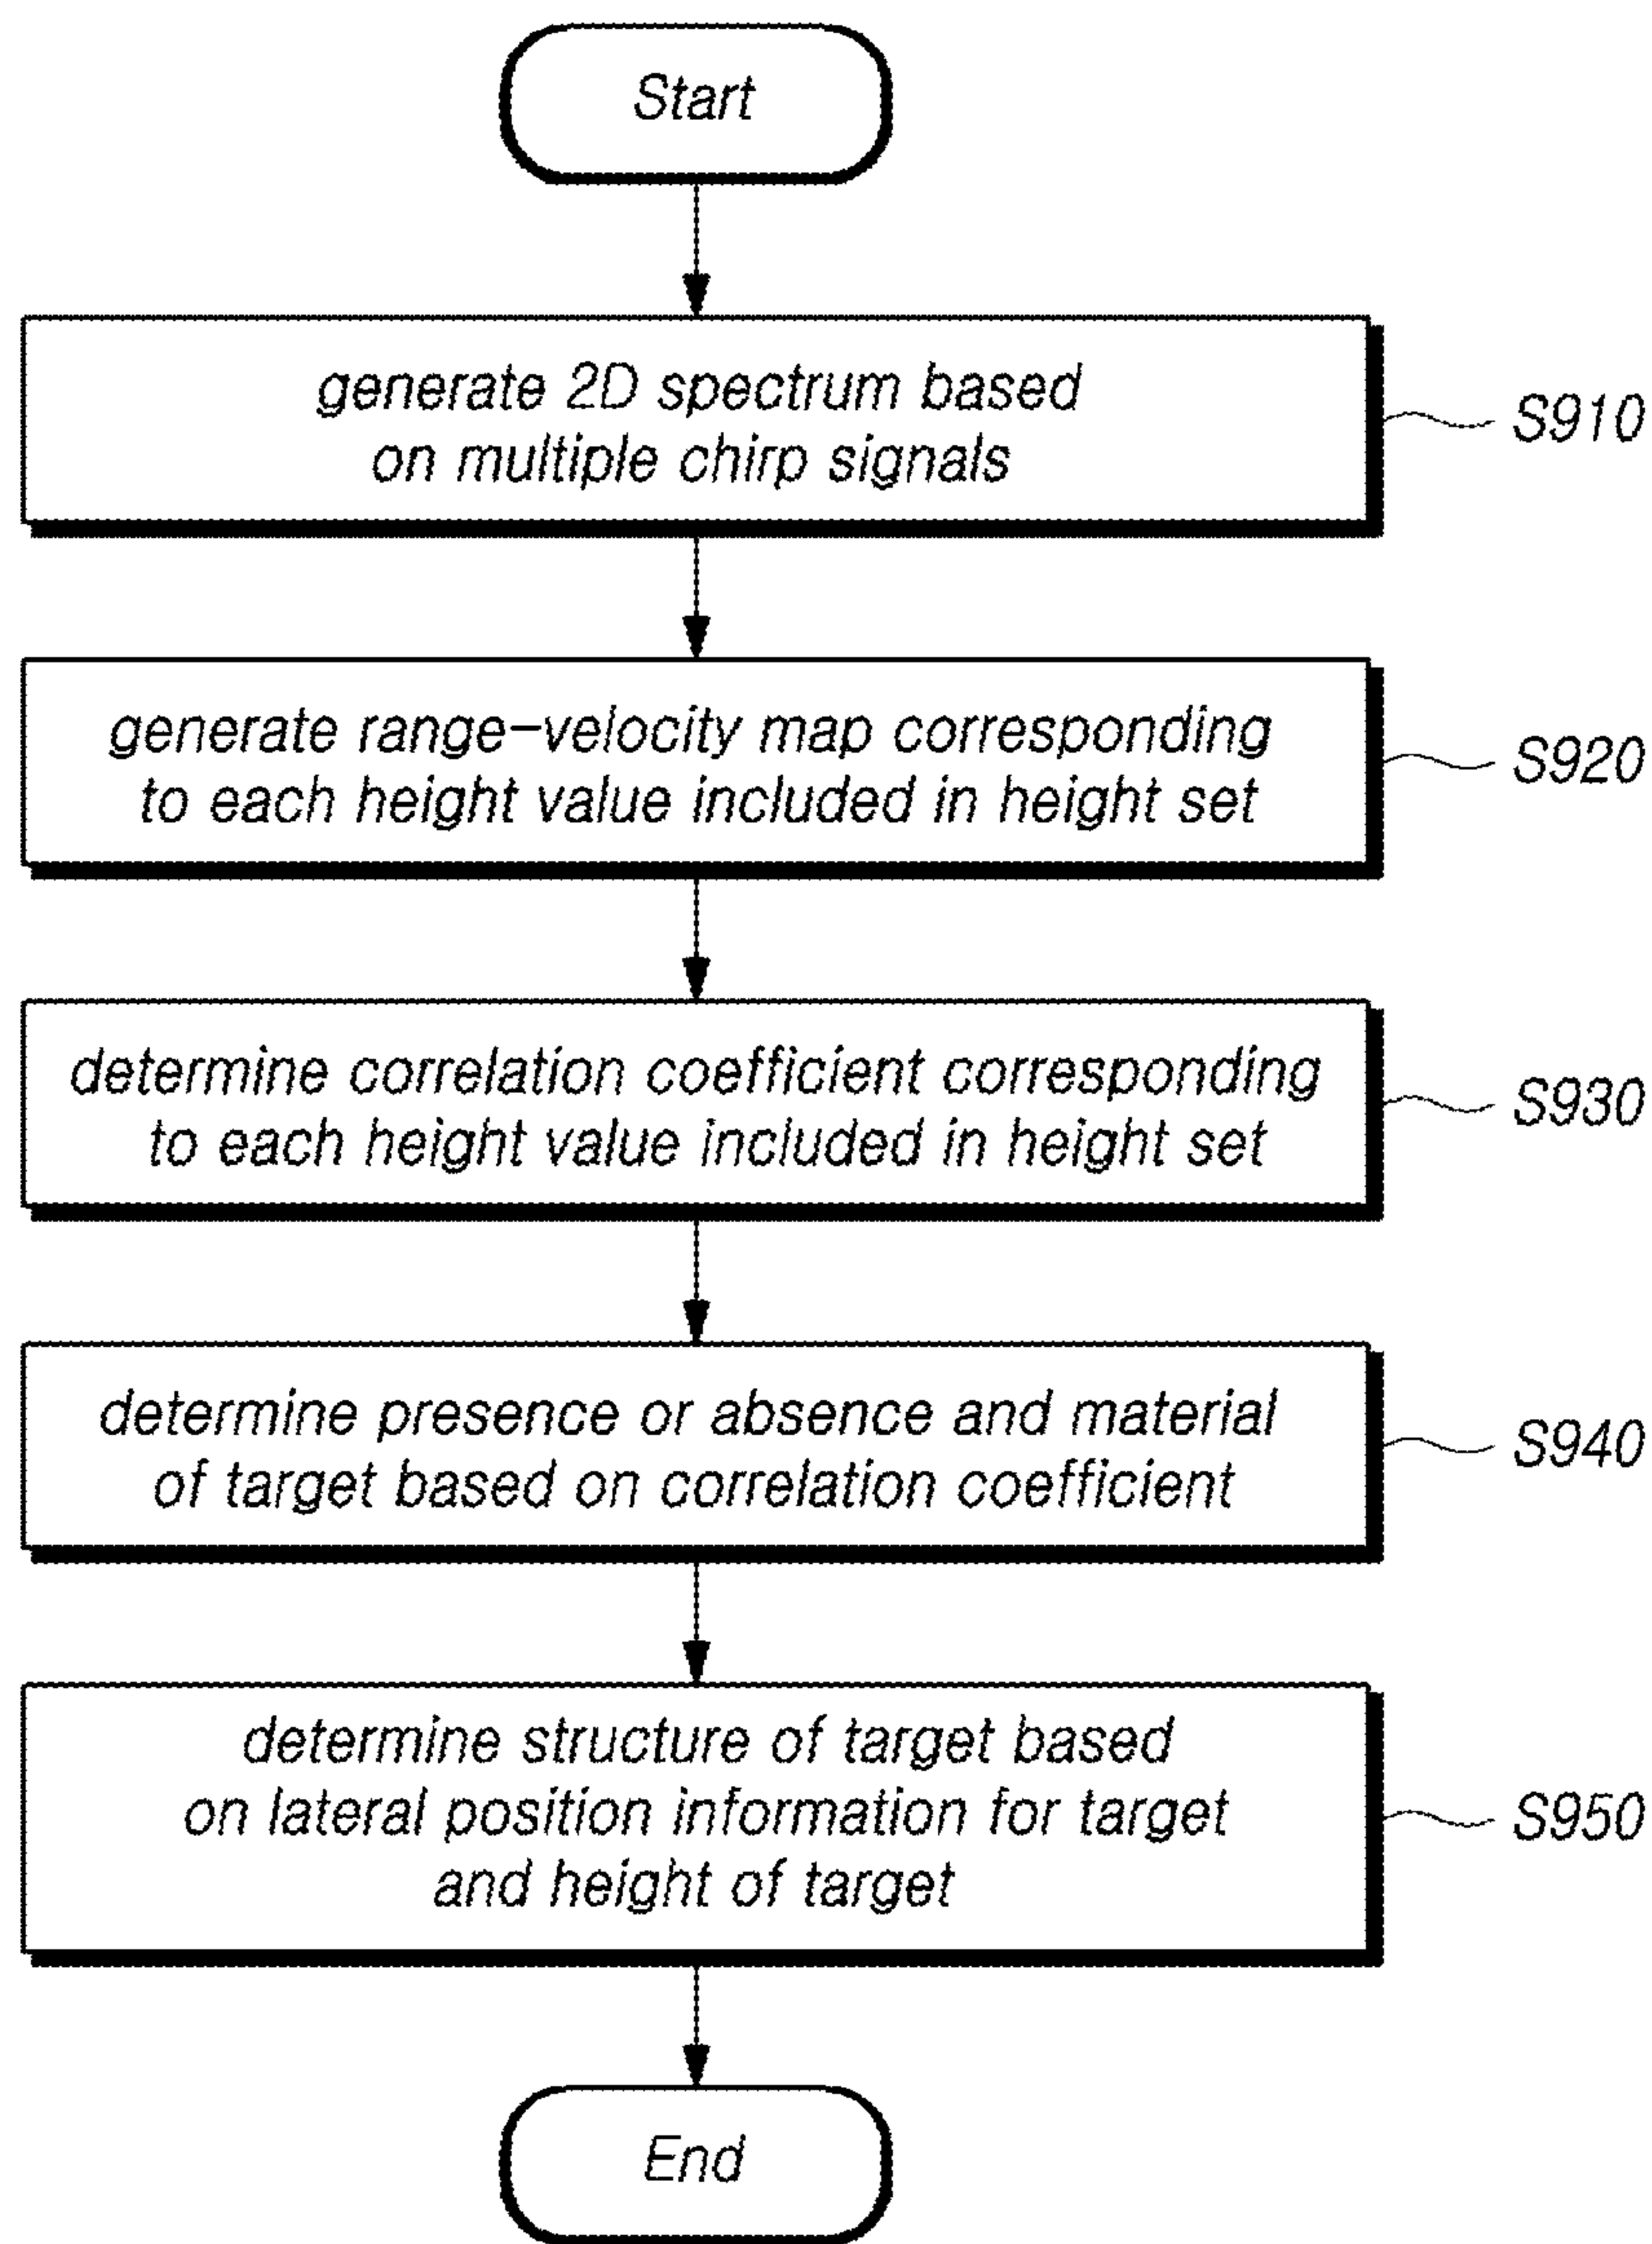 Start
generate 2D spectrum based
on multiple chirp signals
S910
generate range-velocity map corresponding
to each height value included in height set
S920
determine correlation coefficient corresponding
to each height value included in height set
S930
determine presence or absence and material
of target based on correlation coefficient
S940
determine structure of target based
on lateral position information for target
and height of target
S950
End